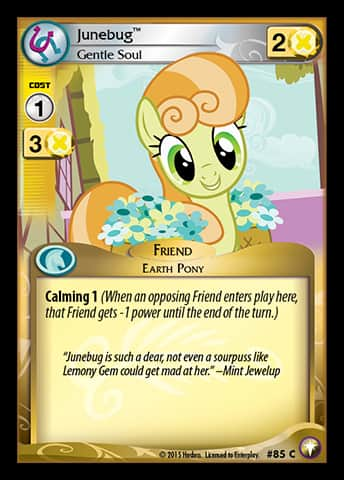 Junebug™
Gentle Soul
2
COST
1
3
FRIEND
EARTH PONY
Calming 1 (When an opposing Friend enters play here,
that Friend gets -1 power until the end of the turn.)
"Junebug is such a dear, not even a sourpuss like
Lemony Gem could get mad at her." –Mint Jewelup
© 2015 Hasbro. Licensed to Enterplay. #85 C